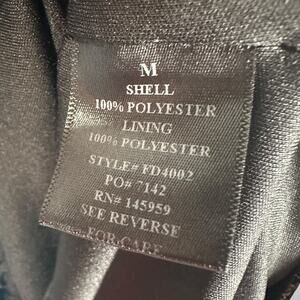 M
SHELL
100% POLYESTER
LINING
100% POLYESTER
STYLE# FD4002
PO# 7142
RN# 145959
SEE REVERSE
FOR CARE